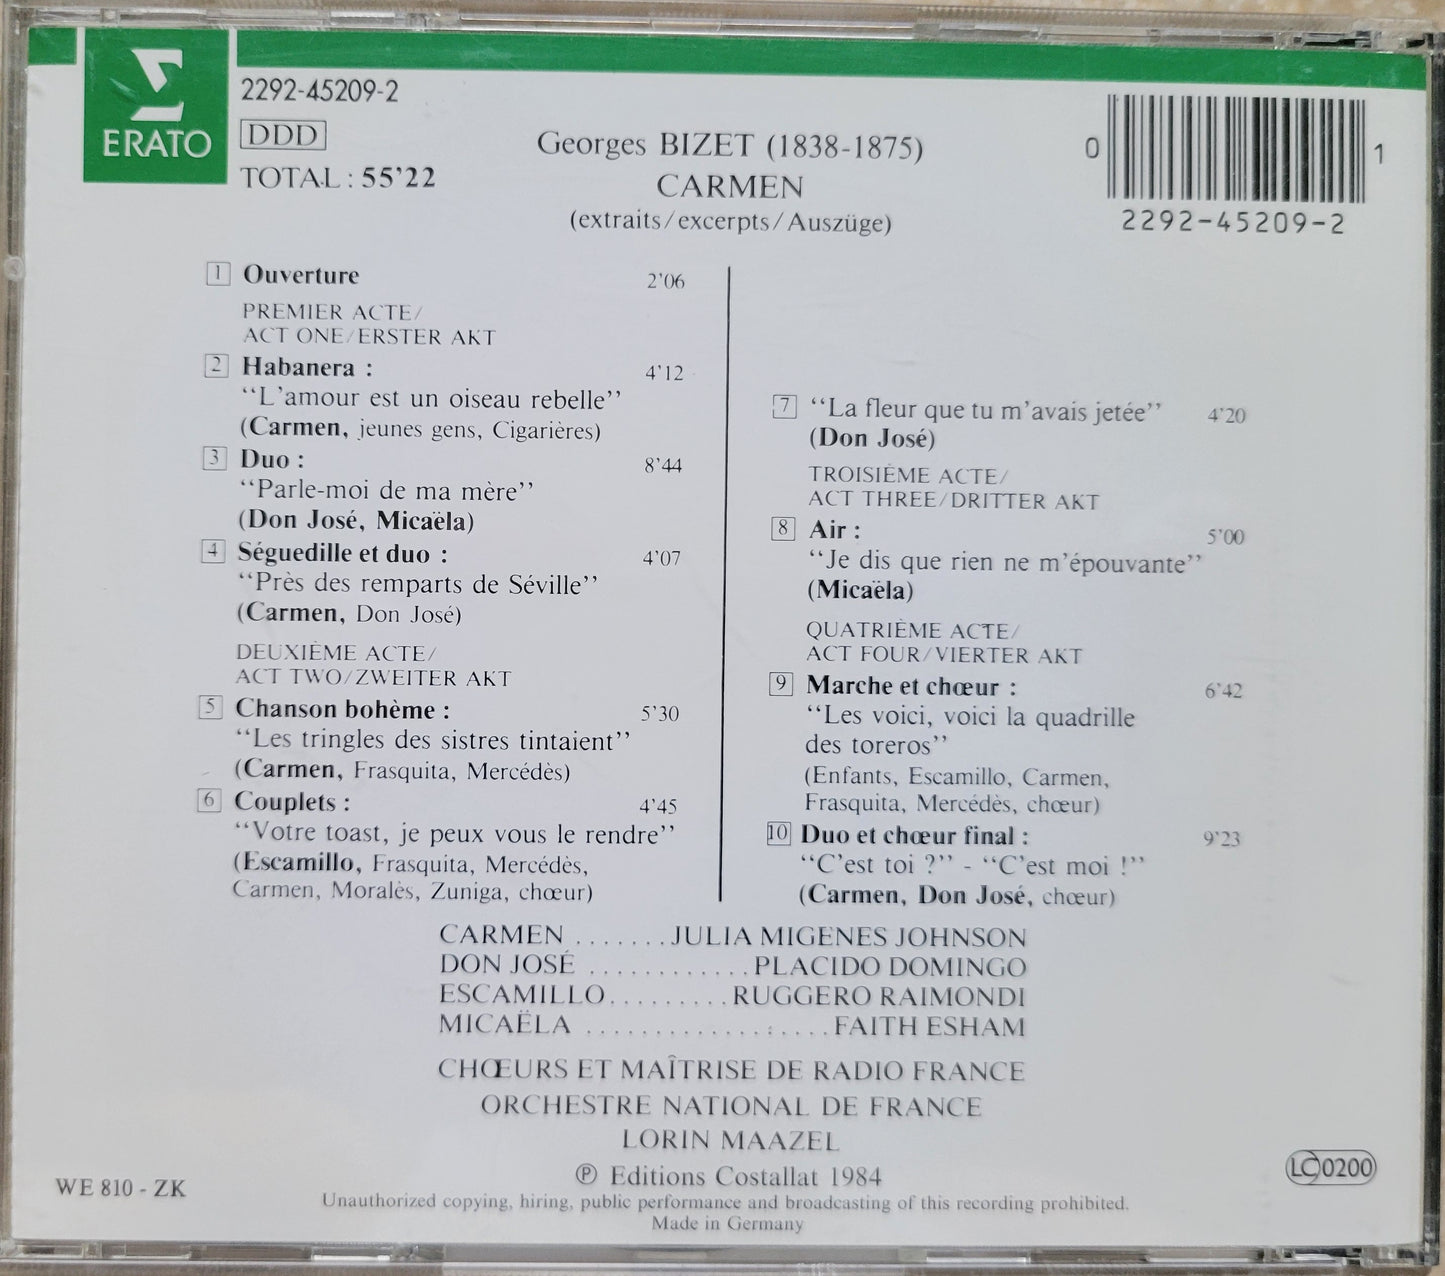 ERATO
2292-45209-2
DDD
TOTAL : 55'22
Georges BIZET (1838-1875)
CARMEN
(extraits/excerpts/Auszüge)
0 1
2292-45209-2
1 Ouverture 2'06
PREMIER ACTE/
ACT ONE/ERSTER AKT
2 Habanera : 4'12
‘‘L'amour est un oiseau rebelle’’
(Carmen, jeunes gens, Cigarières)
3 Duo : 8'44
‘‘Parle-moi de ma mère’’
(Don José, Micaëla)
4 Séguedille et duo : 4'07
‘‘Près des remparts de Séville’’
(Carmen, Don José)
DEUXIÈME ACTE/
ACT TWO/ZWEITER AKT
5 Chanson bohème : 5'30
‘‘Les tringles des sistres tintaient’’
(Carmen, Frasquita, Mercédès)
6 Couplets : 4'45
‘‘Votre toast, je peux vous le rendre’’
(Escamillo, Frasquita, Mercédès,
Carmen, Moralès, Zuniga, chœur)
7 ‘‘La fleur que tu m'avais jetée’’ 4'20
(Don José)
TROISIÈME ACTE/
ACT THREE/DRITTER AKT
8 Air : 5'00
‘‘Je dis que rien ne m'épouvante’’
(Micaëla)
QUATRIÈME ACTE/
ACT FOUR/VIERTER AKT
9 Marche et chœur : 6'42
‘‘Les voici, voici la quadrille
des toreros’’
(Enfants, Escamillo, Carmen,
Frasquita, Mercédès, chœur)
10 Duo et chœur final : 9'23
‘‘C'est toi ?’’ - ‘‘C'est moi !’’
(Carmen, Don José, chœur)
CARMEN .......JULIA MIGENES JOHNSON
DON JOSÉ ............PLACIDO DOMINGO
ESCAMILLO.........RUGGERO RAIMONDI
MICAËLA ..................FAITH ESHAM
CHŒURS ET MAÎTRISE DE RADIO FRANCE
ORCHESTRE NATIONAL DE FRANCE
LORIN MAAZEL
℗ Editions Costallat 1984
WE 810 - ZK
LC 0200
Unauthorized copying, hiring, public performance and broadcasting of this recording prohibited.
Made in Germany